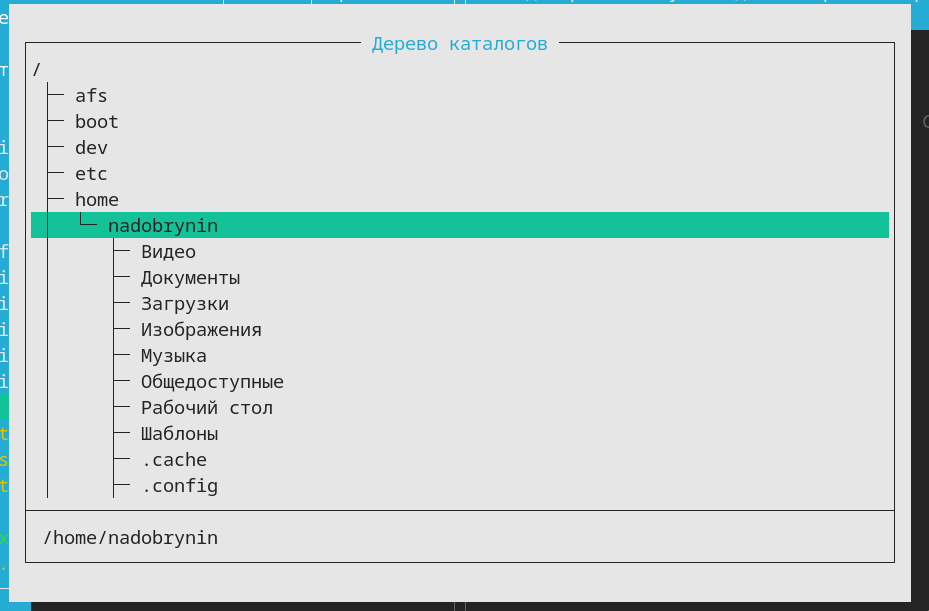 Дерево каталогов
/
afs
boot
dev
etc
home
nadobrynin
Видео
Документы
Загрузки
Изображения
Музыка
Общедоступные
Рабочий стол
Шаблоны
.cache
.config
/home/nadobrynin